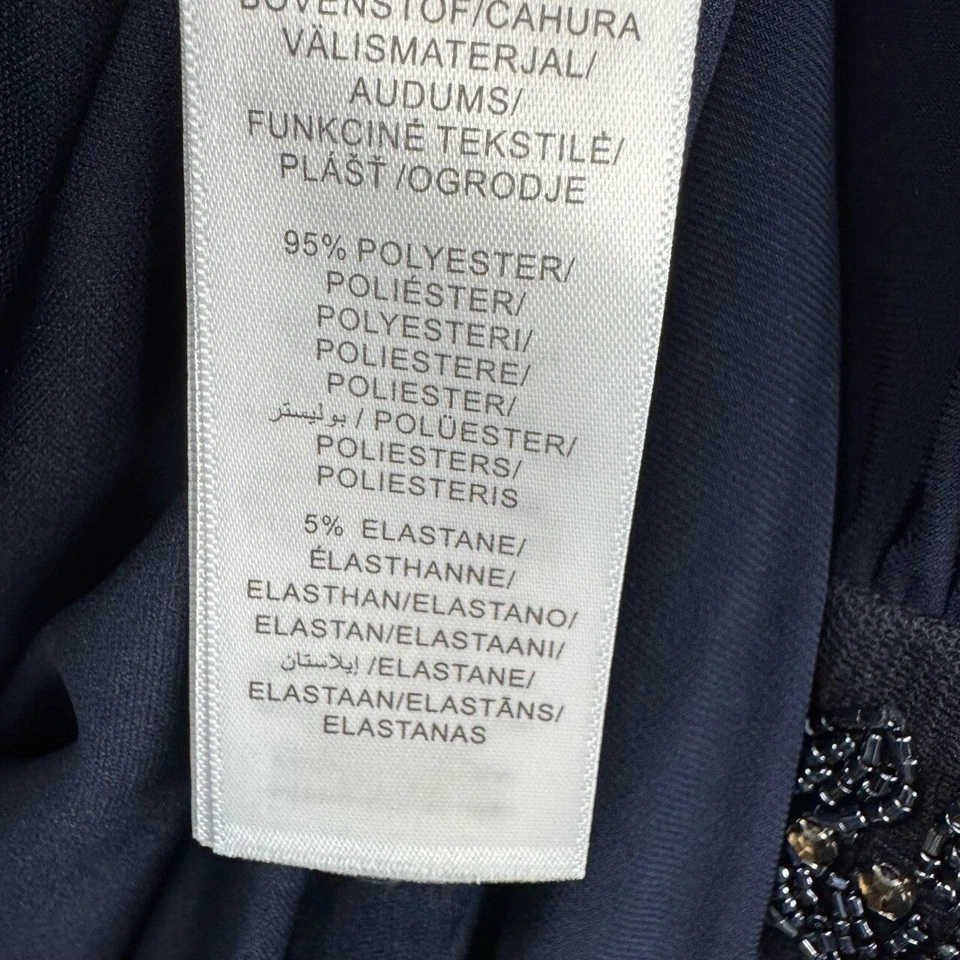 BOVENSTOF/CAHURA
VÄLISMATERJAL/
AUDUMS/
FUNKCINĖ TEKSTILĖ/
PLÁŠŤ /OGRODJE
95% POLYESTER/
POLIÉSTER/
POLYESTERI/
POLIESTERE/
POLIESTER/
بوليستر / POLÜESTER/
POLIESTERS/
POLIESTERIS
5% ELASTANE/
ÉLASTHANNE/
ELASTHAN/ELASTANO/
ELASTAN/ELASTAANI/
إيلاستان /ELASTANE/
ELASTAAN/ELASTĀNS/
ELASTANAS